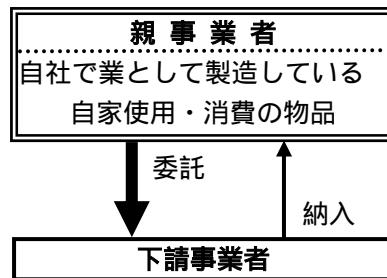 親事業者
自社で業として製造している
自家使用・消費の物品
委託
納入
下請事業者